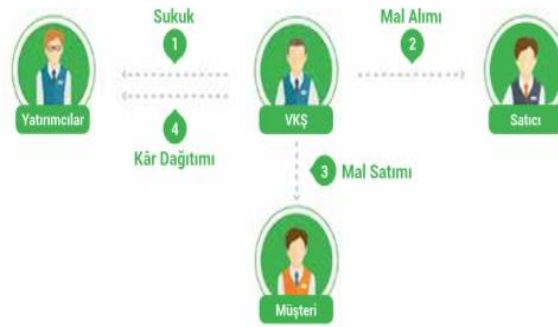 Sukuk
1
Mal Alımı
2
Yatırımcılar
VKŞ
Satıcı
4
Kâr Dağıtımı
3 Mal Satımı
Müşteri